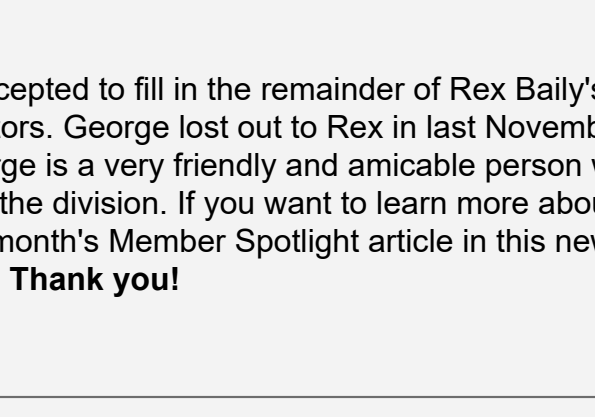 cepted to fill in the remainder of Rex Baily's
tors. George lost out to Rex in last Novemb
rge is a very friendly and amicable person
the division. If you want to learn more abou
month's Member Spotlight article in this new
Thank you!